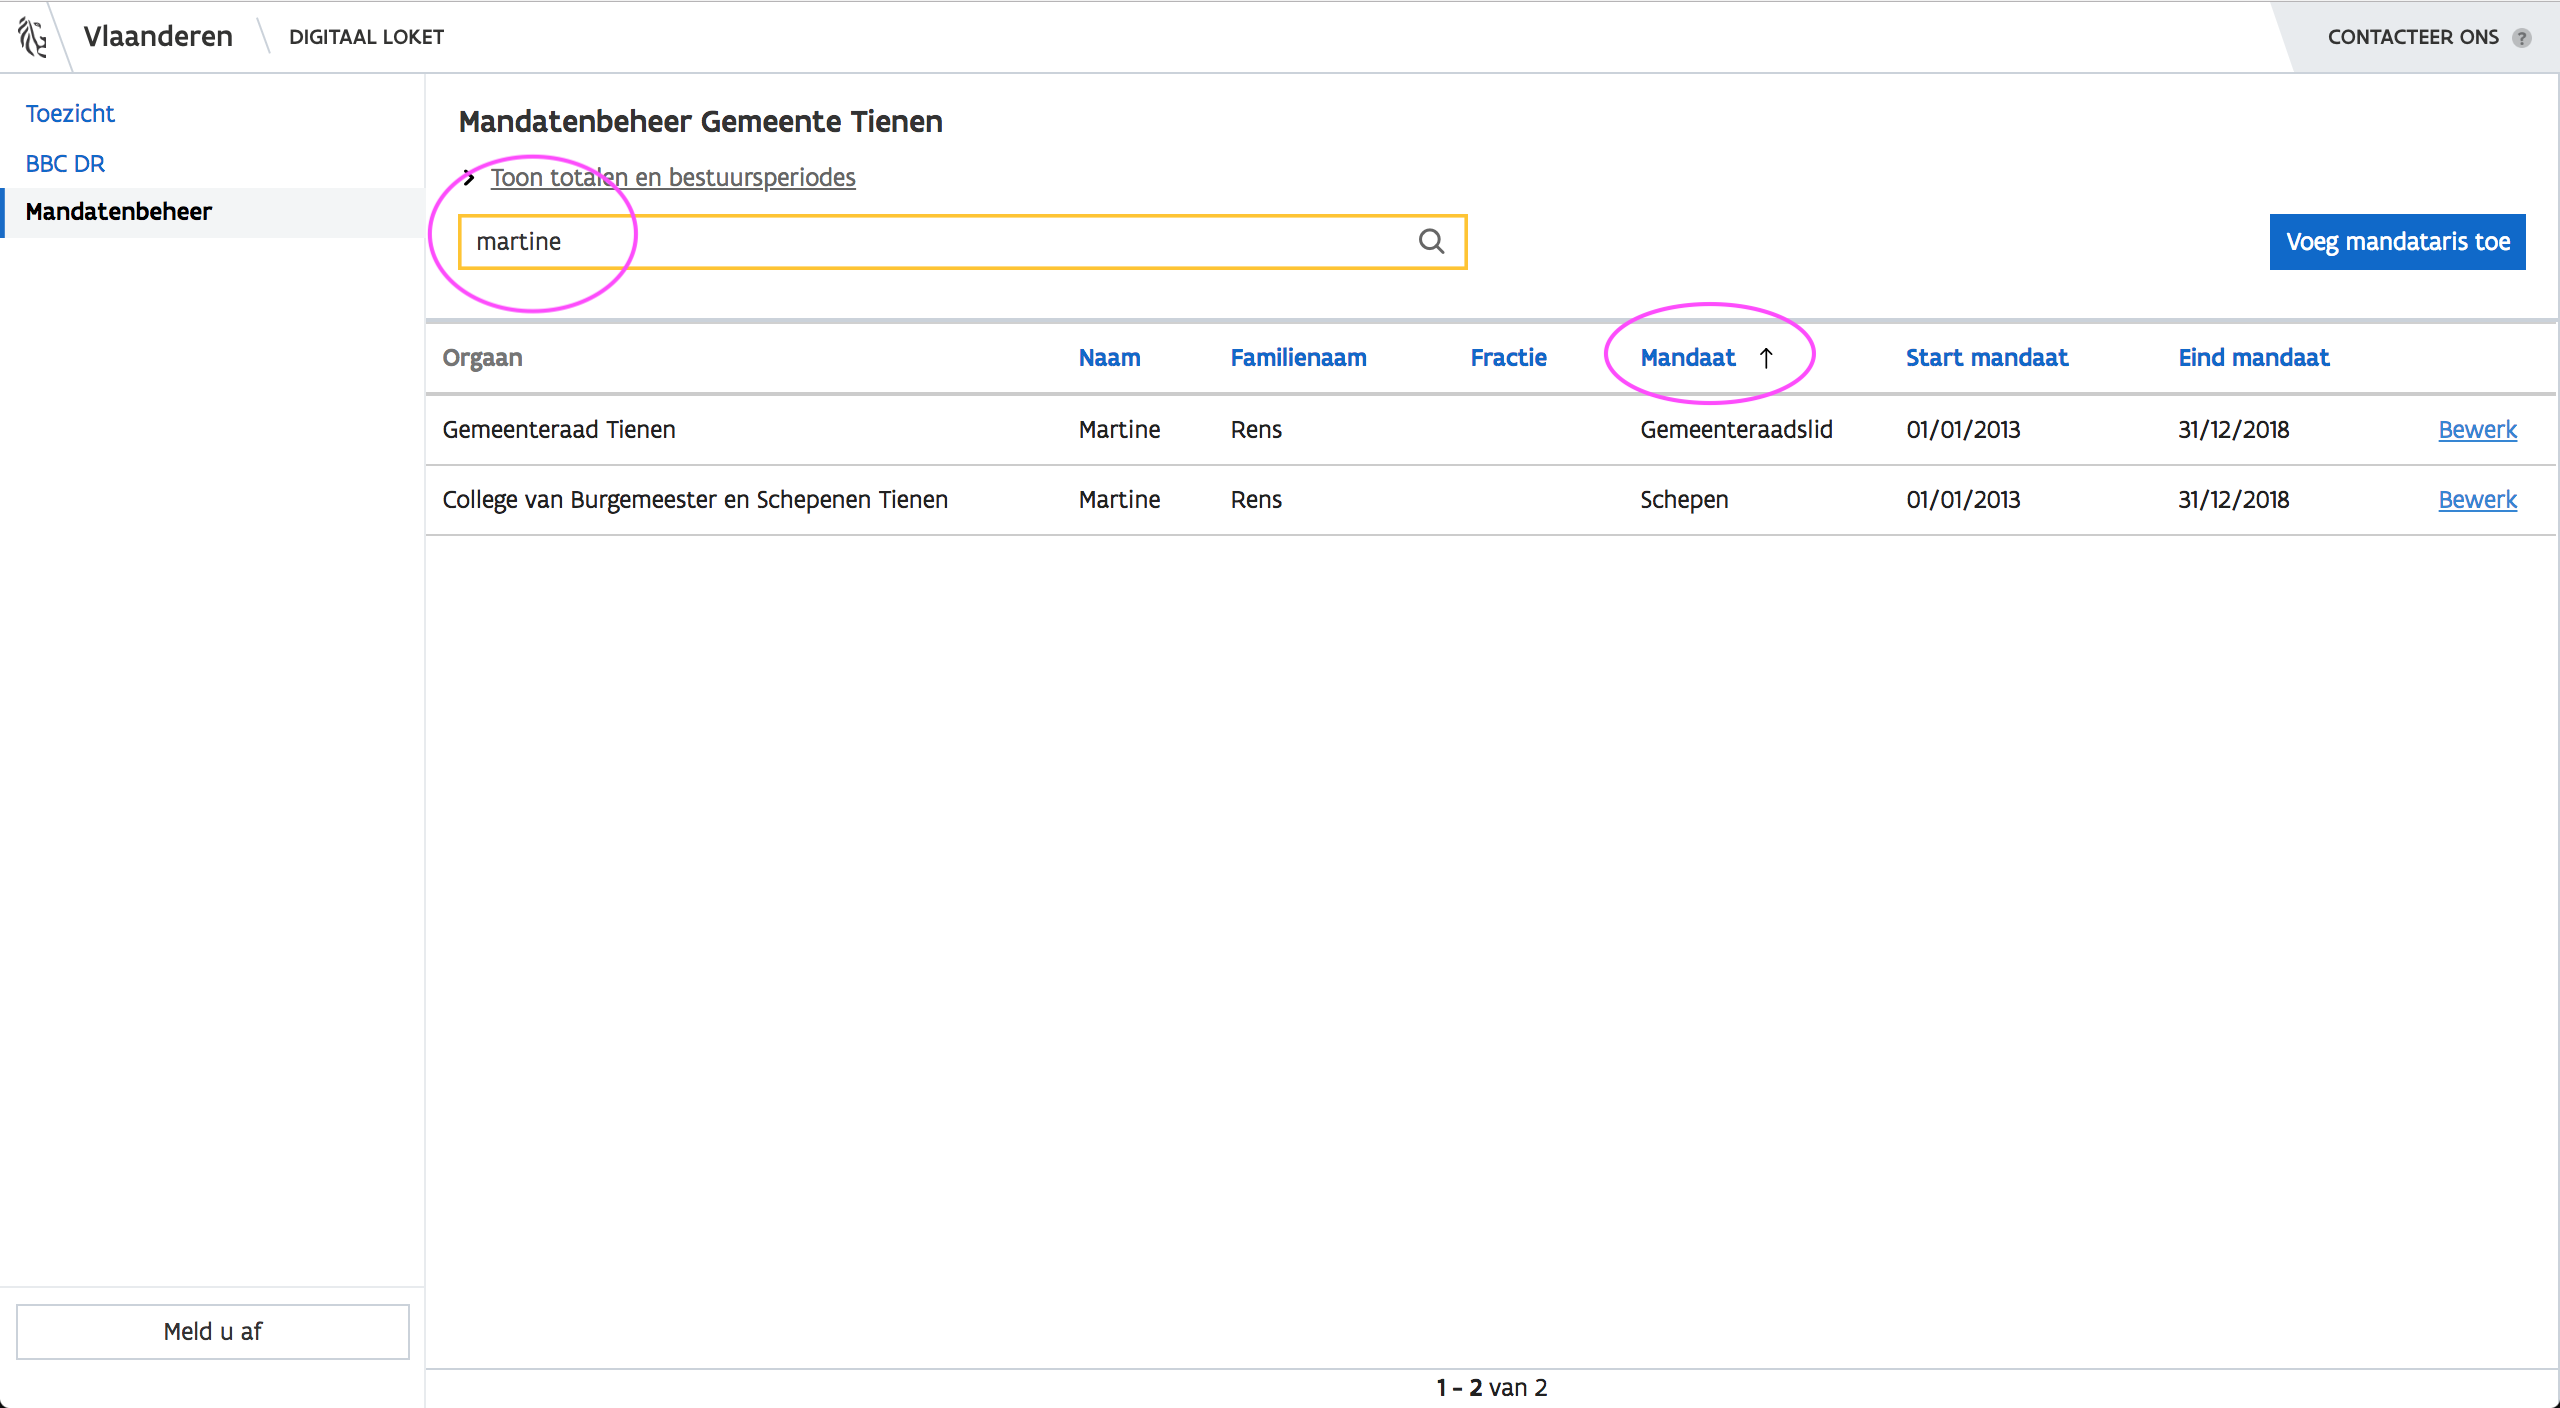 Vlaanderen DIGITAAL LOKET CONTACTEER ONS ?
Toezicht
BBC DR
Mandatenbeheer
Mandatenbeheer Gemeente Tienen
Toon totalen en bestuursperiodes
martine
Voeg mandataris toe
Orgaan Naam Familienaam Fractie Mandaat ↑ Start mandaat Eind mandaat
Gemeenteraad Tienen Martine Rens Gemeenteraadslid 01/01/2013 31/12/2018 Bewerk
College van Burgemeester en Schepenen Tienen Martine Rens Schepen 01/01/2013 31/12/2018 Bewerk
Meld u af
1 - 2 van 2